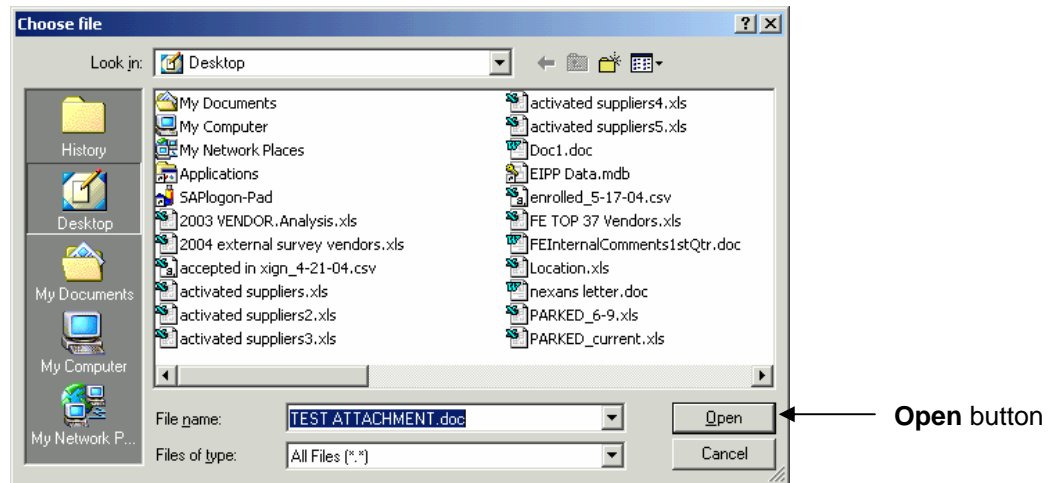 Choose file
Look in:
Desktop
History
Desktop
My Documents
My Computer
My Network P...
My Documents
My Computer
My Network Places
Applications
SAPlogon-Pad
2003 VENDOR.Analysis.xls
2004 external survey vendors.xls
accepted in xign_4-21-04.csv
activated suppliers.xls
activated suppliers2.xls
activated suppliers3.xls
activated suppliers4.xls
activated suppliers5.xls
Doc1.doc
EIPP Data.mdb
enrolled_5-17-04.csv
FE TOP 37 Vendors.xls
FEInternalComments1stQtr.doc
Location.xls
nexans letter.doc
PARKED_6-9.xls
PARKED_current.xls
File name:
TEST ATTACHMENT.doc
Open
Open button
Files of type:
All Files (*.*)
Cancel